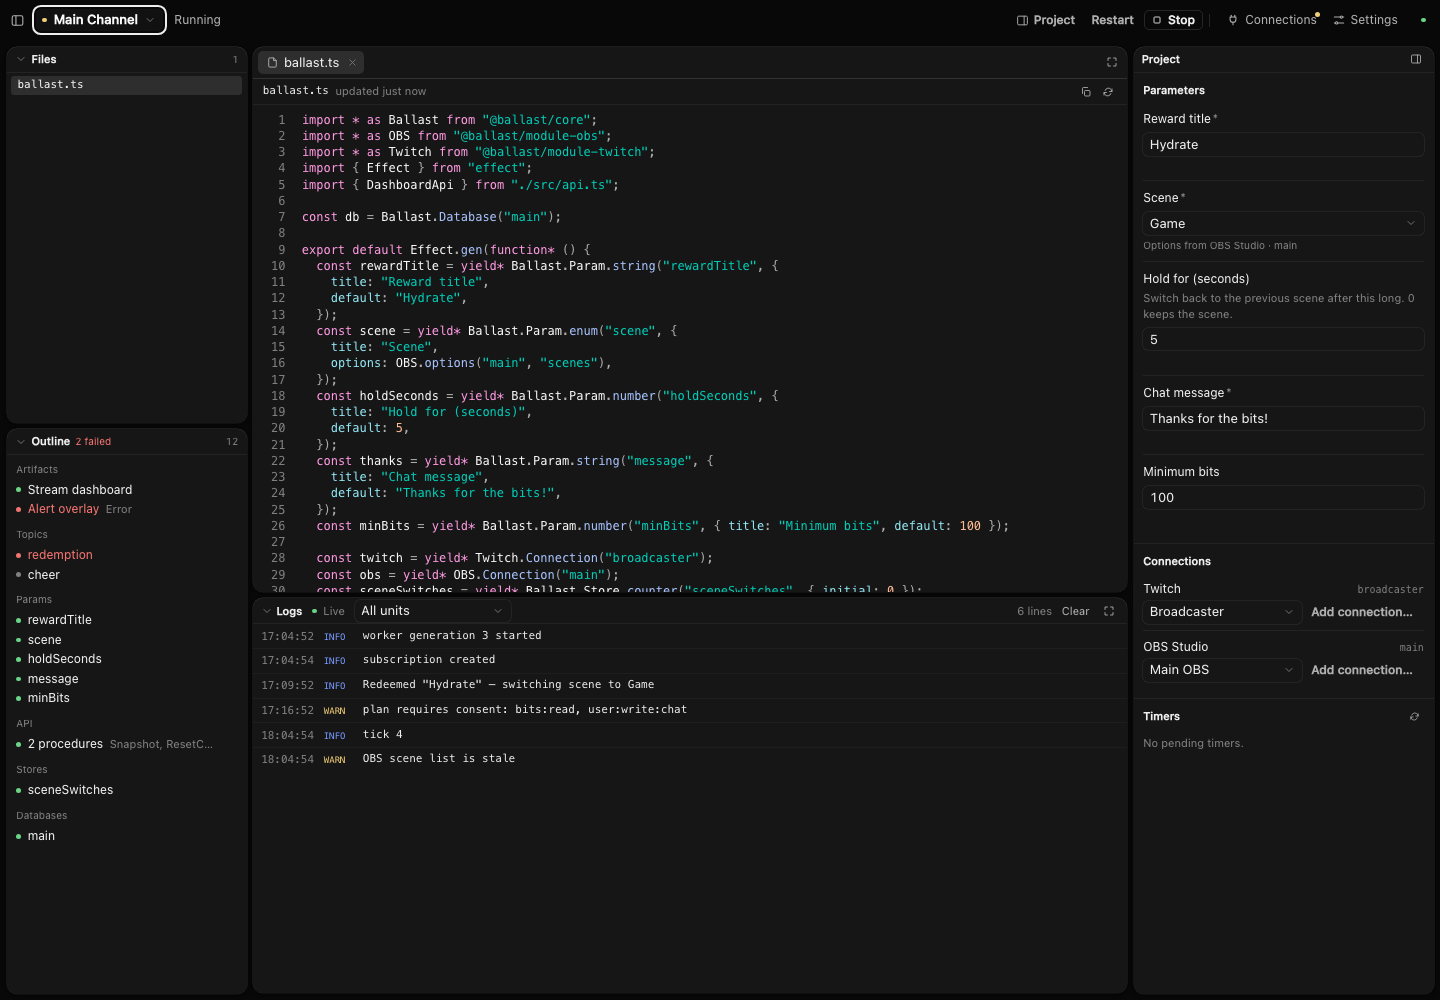 Main Channel
Running
Project
Restart
Stop
Connections
Settings
Files
1
ballast.ts
Outline 2 failed
12
Artifacts
Stream dashboard
Alert overlay Error
Topics
redemption
cheer
Params
rewardTitle
scene
holdSeconds
message
minBits
API
2 procedures Snapshot, ResetC...
Stores
sceneSwitches
Databases
main
ballast.ts
ballast.ts updated just now
1 import * as Ballast from "@ballast/core";
2 import * as OBS from "@ballast/module-obs";
3 import * as Twitch from "@ballast/module-twitch";
4 import { Effect } from "effect";
5 import { DashboardApi } from "./src/api.ts";
6
7 const db = Ballast.Database("main");
8
9 export default Effect.gen(function* () {
10 const rewardTitle = yield* Ballast.Param.string("rewardTitle", {
11 title: "Reward title",
12 default: "Hydrate",
13 });
14 const scene = yield* Ballast.Param.enum("scene", {
15 title: "Scene",
16 options: OBS.options("main", "scenes"),
17 });
18 const holdSeconds = yield* Ballast.Param.number("holdSeconds", {
19 title: "Hold for (seconds)",
20 default: 5,
21 });
22 const thanks = yield* Ballast.Param.string("message", {
23 title: "Chat message",
24 default: "Thanks for the bits!",
25 });
26 const minBits = yield* Ballast.Param.number("minBits", { title: "Minimum bits", default: 100 });
27
28 const twitch = yield* Twitch.Connection("broadcaster");
29 const obs = yield* OBS.Connection("main");
30 const sceneSwitches = yield* Ballast.Store.counter("sceneSwitches", { initial: 0 });
Logs
Live
All units
6 lines
Clear
17:04:52 INFO worker generation 3 started
17:04:54 INFO subscription created
17:09:52 INFO Redeemed "Hydrate" — switching scene to Game
17:16:52 WARN plan requires consent: bits:read, user:write:chat
18:04:54 INFO tick 4
18:04:54 WARN OBS scene list is stale
Project
Parameters
Reward title *
Hydrate
Scene *
Game
Options from OBS Studio · main
Hold for (seconds)
Switch back to the previous scene after this long. 0
keeps the scene.
5
Chat message *
Thanks for the bits!
Minimum bits
100
Connections
Twitch
broadcaster
Broadcaster
Add connection...
OBS Studio
main
Main OBS
Add connection...
Timers
No pending timers.